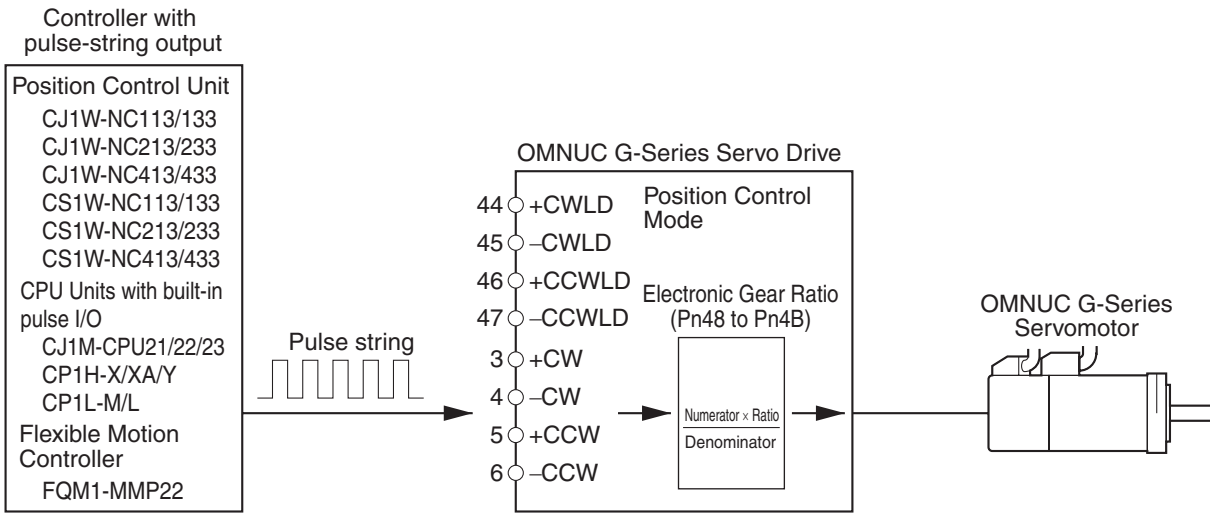 Controller with
pulse-string output
Position Control Unit
CJ1W-NC113/133
CJ1W-NC213/233
CJ1W-NC413/433
CS1W-NC113/133
CS1W-NC213/233
CS1W-NC413/433
CPU Units with built-in
pulse I/O
CJ1M-CPU21/22/23
CP1H-X/XA/Y
CP1L-M/L
Flexible Motion
Controller
FQM1-MMP22
Pulse string
OMNUC G-Series Servo Drive
44 +CWLD
45 –CWLD
46 +CCWLD
47 –CCWLD
3 +CW
4 –CW
5 +CCW
6 –CCW
Position Control
Mode
Electronic Gear Ratio
(Pn48 to Pn4B)
Numerator × Ratio
Denominator
OMNUC G-Series
Servomotor